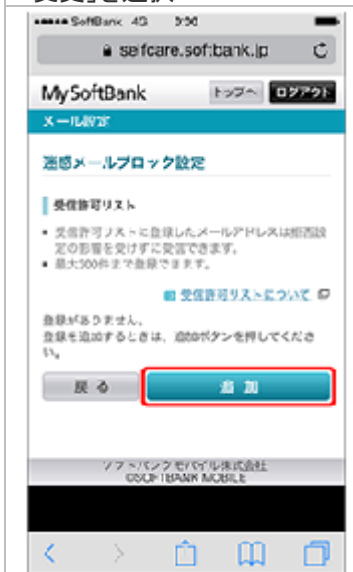 変更」を選択
SoftBank 4G
selfcare.softbank.jp
MySoftBank
トップへ
ログアウト
メール設定
迷惑メールブロック設定
受信許可リスト
受信許可リストに登録したメールアドレスは拒否設
定の影響を受けずに受信できます。
最大300件まで登録できます。
受信許可リストについて
登録がありません。
登録を追加するときは、追加ボタンを押してくださ
い。
戻る
追加
ソフトバンクモバイル株式会社
©SOFTBANK MOBILE